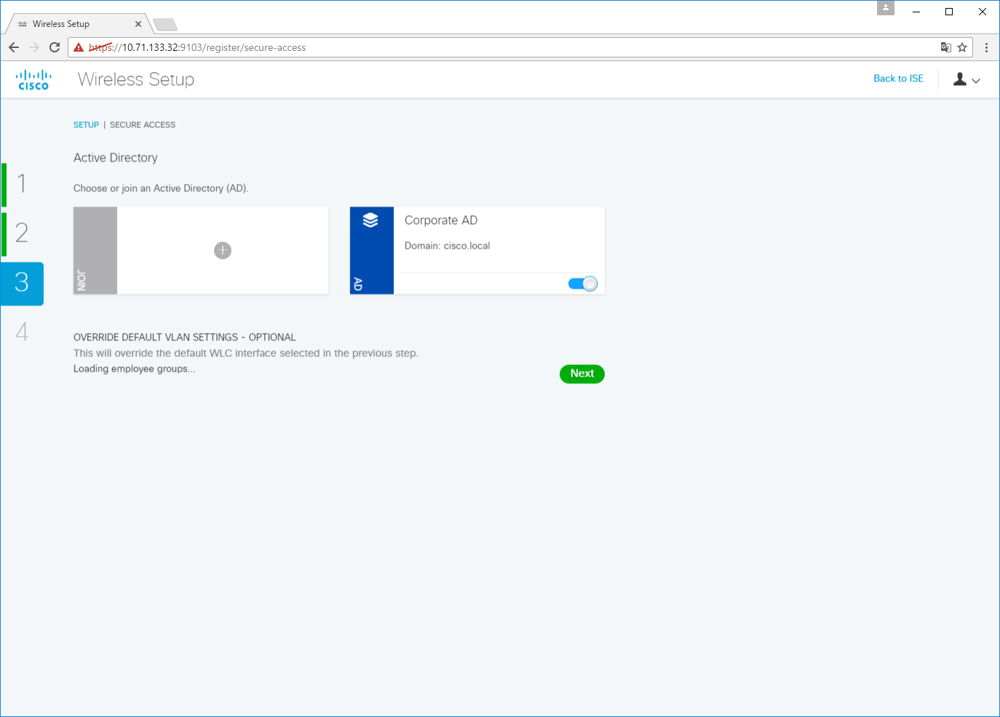 Wireless Setup
https://10.71.133.32:9103/register/secure-access
CISCO
Wireless Setup
Back to ISE
SETUP | SECURE ACCESS
Active Directory
Choose or join an Active Directory (AD).
1
2
3
4
JOIN
AD
Corporate AD
Domain: cisco.local
OVERRIDE DEFAULT VLAN SETTINGS - OPTIONAL
This will override the default WLC interface selected in the previous step.
Loading employee groups...
Next